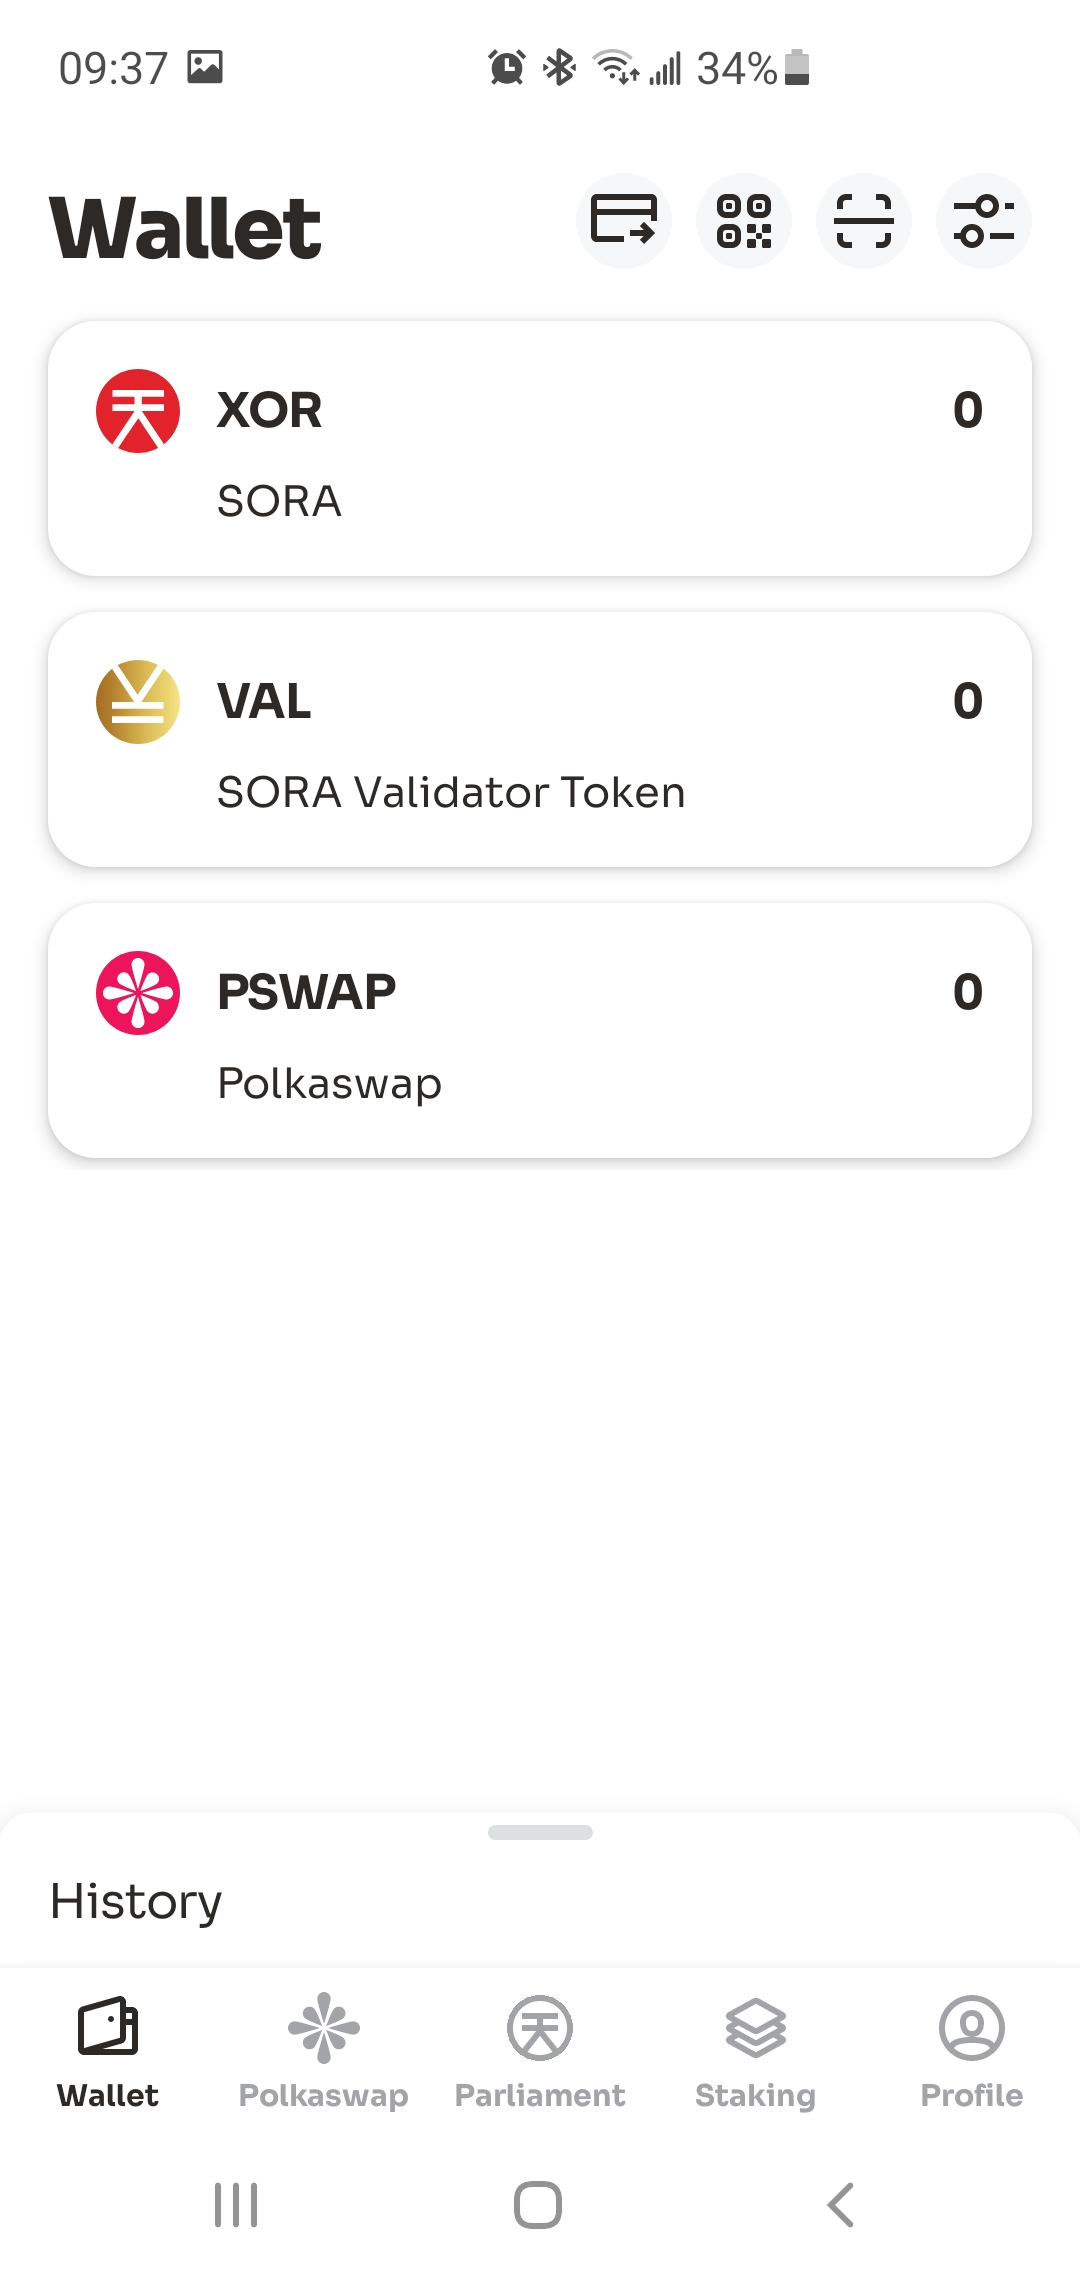 09:37 34%
Wallet
XOR 0
SORA
VAL 0
SORA Validator Token
PSWAP 0
Polkaswap
History
Wallet Polkaswap Parliament Staking Profile